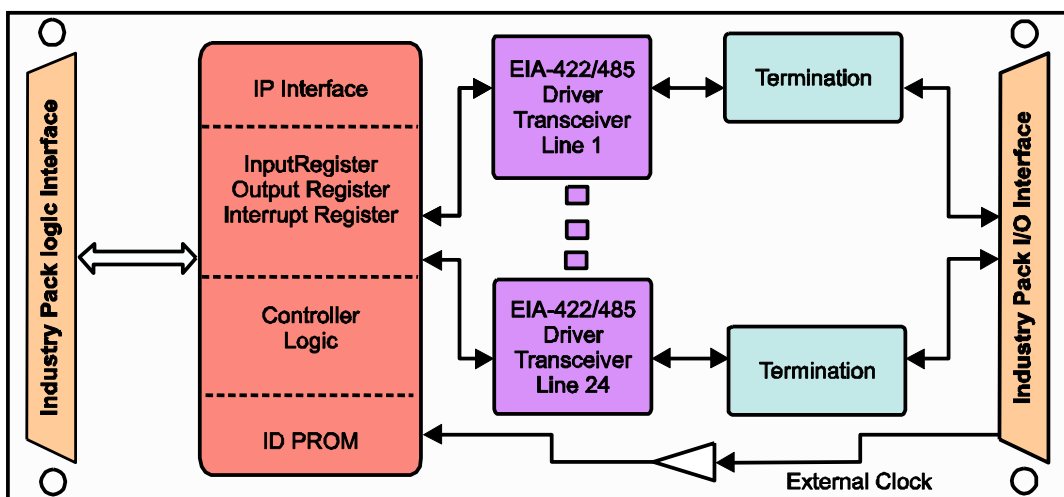 Industry Pack logic Interface
IP Interface
InputRegister
Output Register
Interrupt Register
Controller
Logic
ID PROM
EIA-422/485
Driver
Transceiver
Line 1
Termination
EIA-422/485
Driver
Transceiver
Line 24
Termination
External Clock
Industry Pack I/O Interface